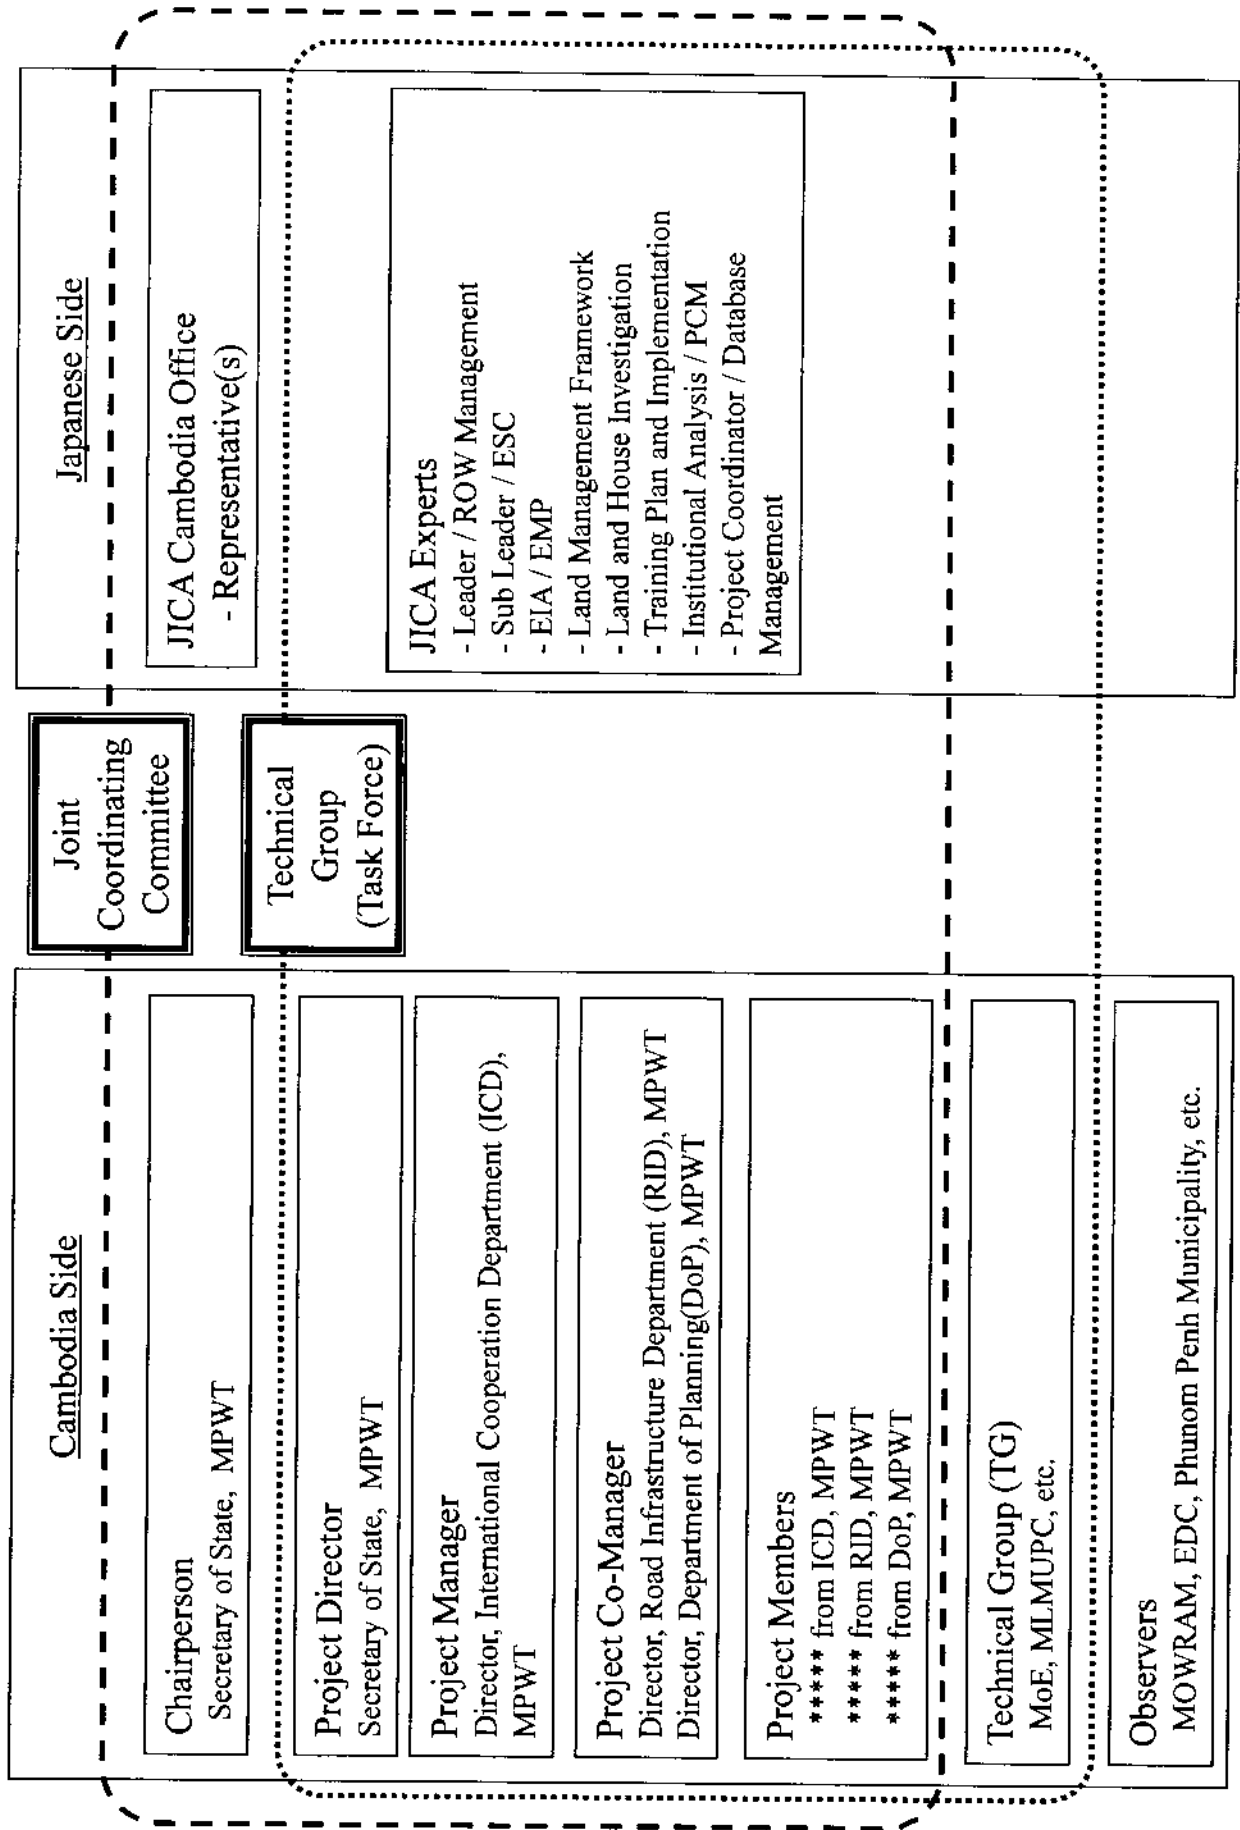 Cambodia Side
Chairperson
Secretary of State, MPWT
Project Director
Secretary of State, MPWT
Project Manager
Director, International Cooperation Department (ICD),
MPWT
Project Co-Manager
Director, Road Infrastructure Department (RID), MPWT
Director, Department of Planning(DoP), MPWT
Project Members
***** from ICD, MPWT
***** from RID, MPWT
***** from DoP, MPWT
Technical Group (TG)
MoE, MLMUPC, etc.
Observers
MOWRAM, EDC, Phunom Penh Municipality, etc.
Joint
Coordinating
Committee
Technical
Group
(Task Force)
Japanese Side
JICA Cambodia Office
- Representative(s)
JICA Experts
- Leader / ROW Management
- Sub Leader / ESC
- EIA / EMP
- Land Management Framework
- Land and House Investigation
- Training Plan and Implementation
- Institutional Analysis / PCM
- Project Coordinator / Database
Management